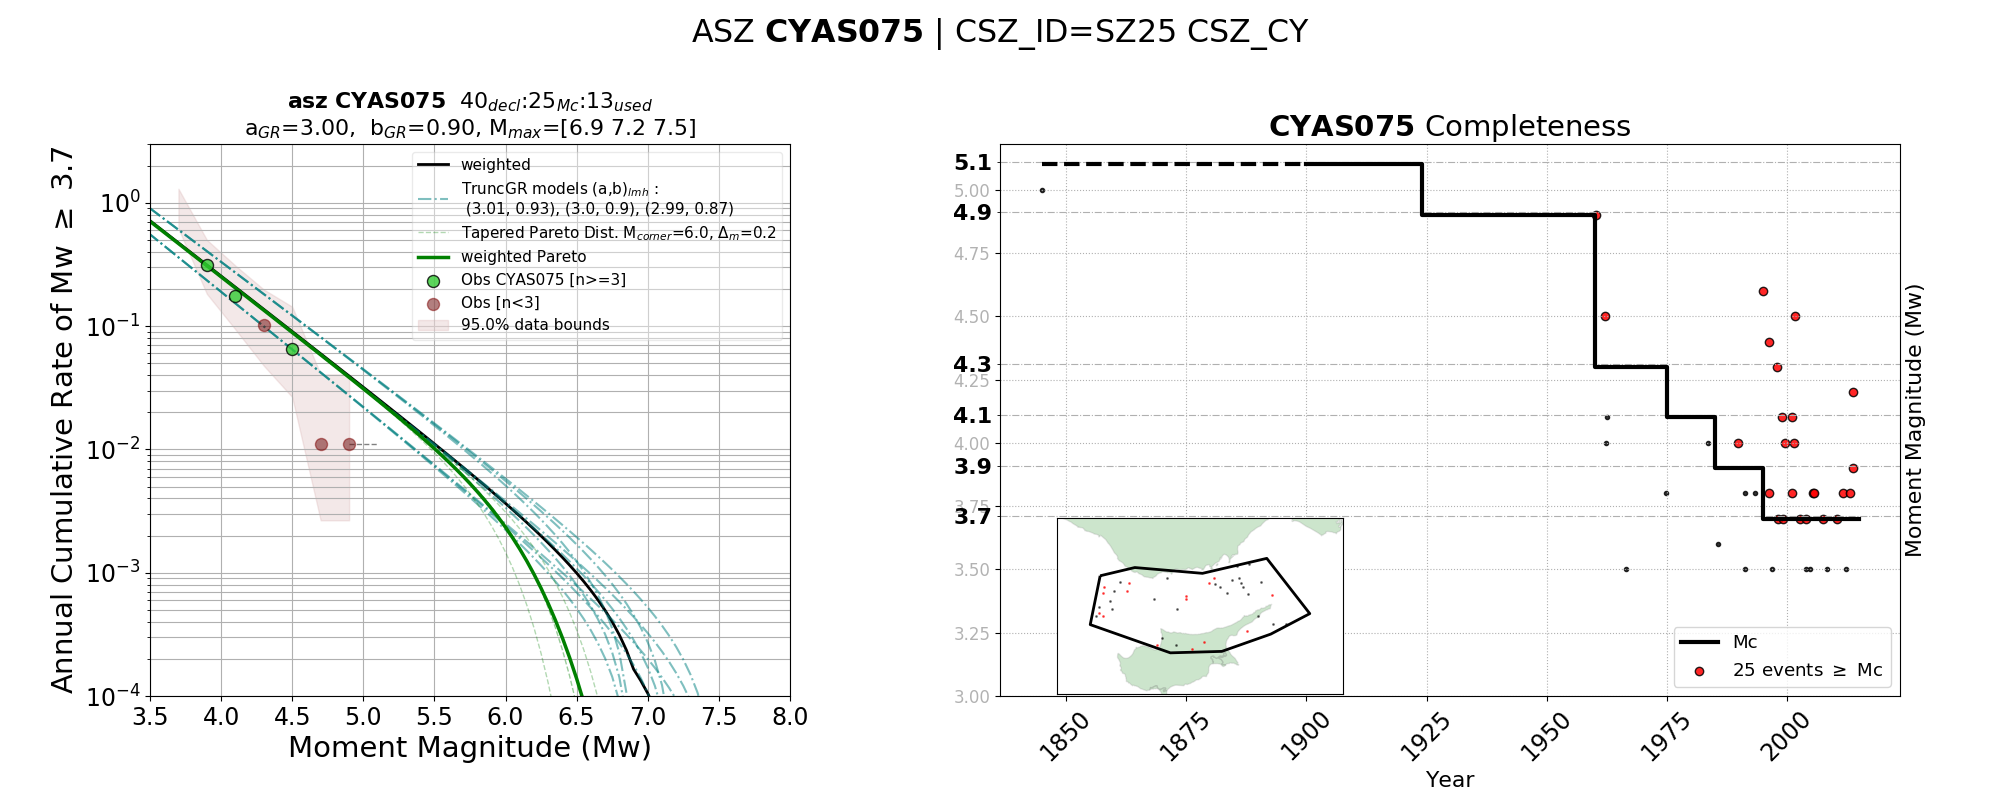 ASZ CYAS075 | CSZ_ID=SZ25 CSZ_CY
asz CYAS075 40decl:25Mc:13used
aGR=3.00, bGR=0.90, Mmax=[6.9 7.2 7.5]
Annual Cumulative Rate of Mw ≥ 3.7
10^0
10^-1
10^-2
10^-3
10^-4
weighted
TruncGR models (a,b)lmh :
(3.01, 0.93), (3.0, 0.9), (2.99, 0.87)
Tapered Pareto Dist. Mcorner=6.0, Δm=0.2
weighted Pareto
Obs CYAS075 [n>=3]
Obs [n<3]
95.0% data bounds
3.5 4.0 4.5 5.0 5.5 6.0 6.5 7.0 7.5 8.0
Moment Magnitude (Mw)
CYAS075 Completeness
5.1
5.00
4.9
4.75
4.50
4.3
4.25
4.1
4.00
3.9
3.75
3.7
3.50
3.25
3.00
Moment Magnitude (Mw)
Mc
25 events ≥ Mc
1850 1875 1900 1925 1950 1975 2000
Year